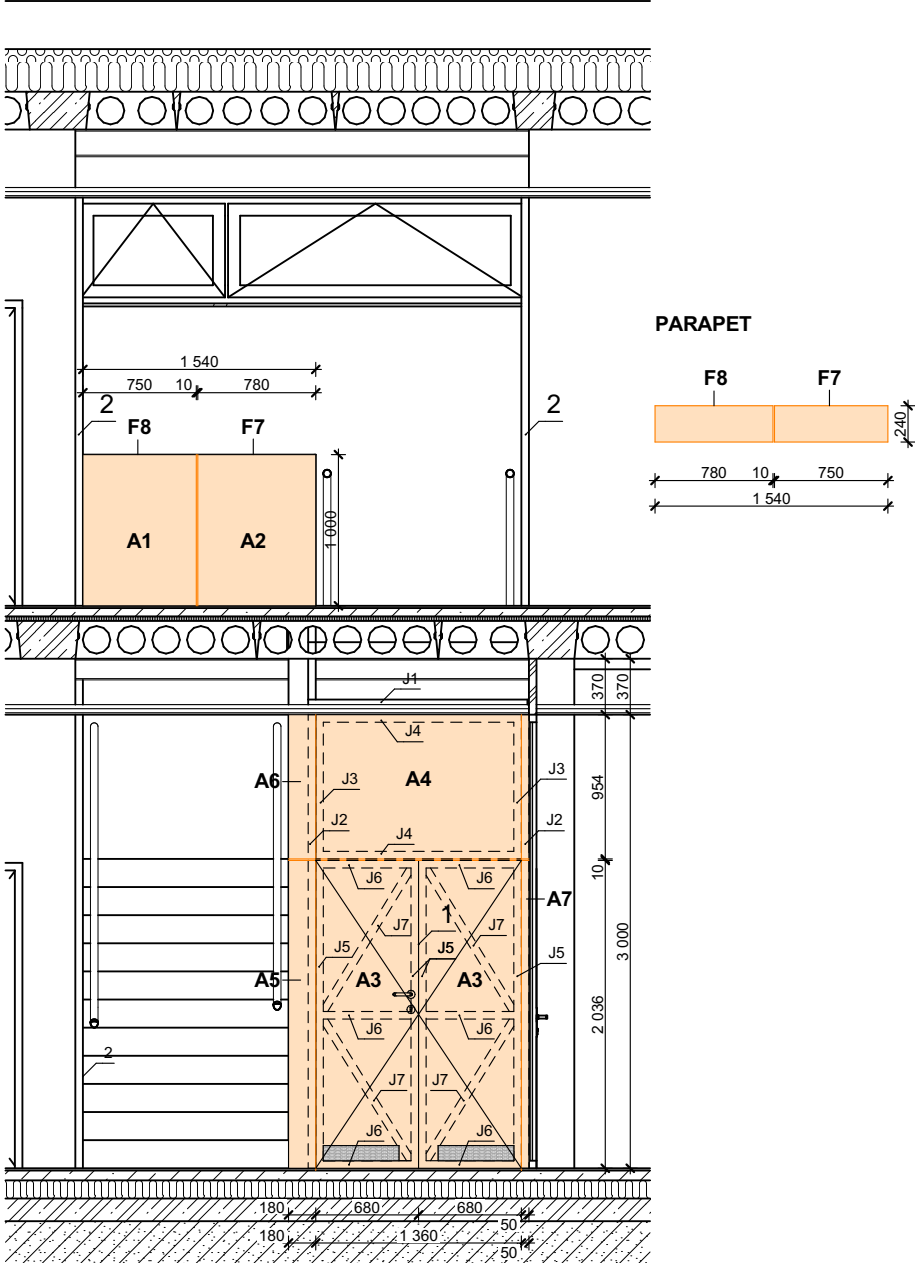 PARAPET
1 540
750 10 780
2 2
F8 F7
F8 F7
240
780 10 750
1 540
A1 A2
1 000
J1
370 370
J4
A6 J3 A4 J3
954
J2 J2
J4
10
J6 J6
A7
1
J7 J7
J5 J5 J5
3 000
A5 A3 A3
J6 J6
2 036
2
J7 J7
J6 J6
180 680 680
50
180 1 360
50